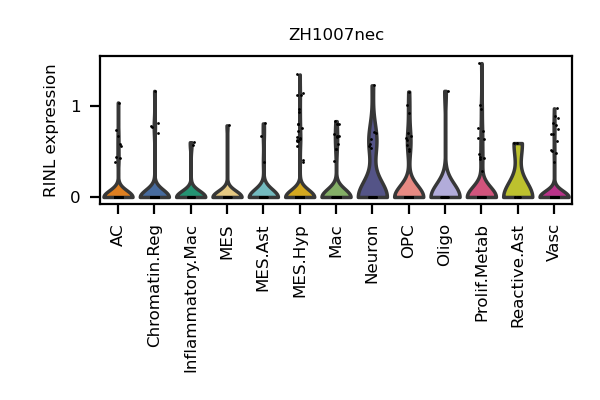 ZH1007nec
RINL expression
1
0
AC
Chromatin.Reg
Inflammatory.Mac
MES
MES.Ast
MES.Hyp
Mac
Neuron
OPC
Oligo
Prolif.Metab
Reactive.Ast
Vasc